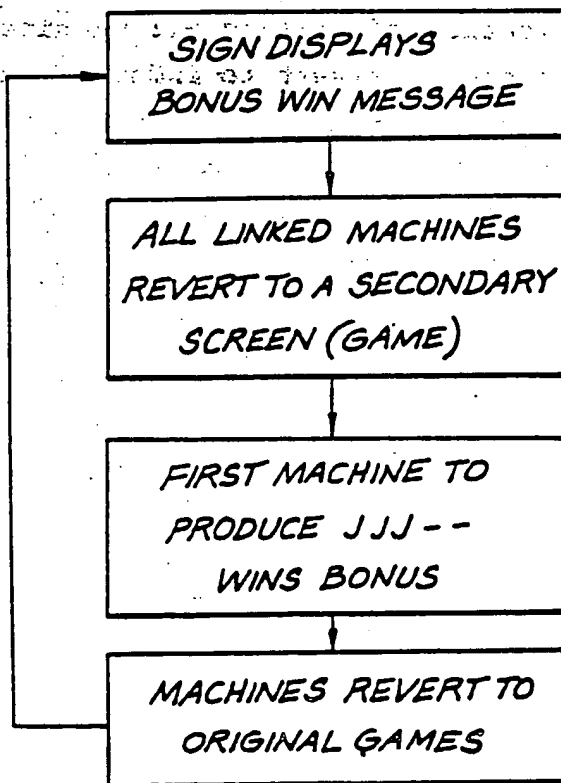 SIGN DISPLAYS
BONUS WIN MESSAGE
ALL LINKED MACHINES
REVERT TO A SECONDARY
SCREEN (GAME)
FIRST MACHINE TO
PRODUCE JJJ--
WINS BONUS
MACHINES REVERT TO
ORIGINAL GAMES